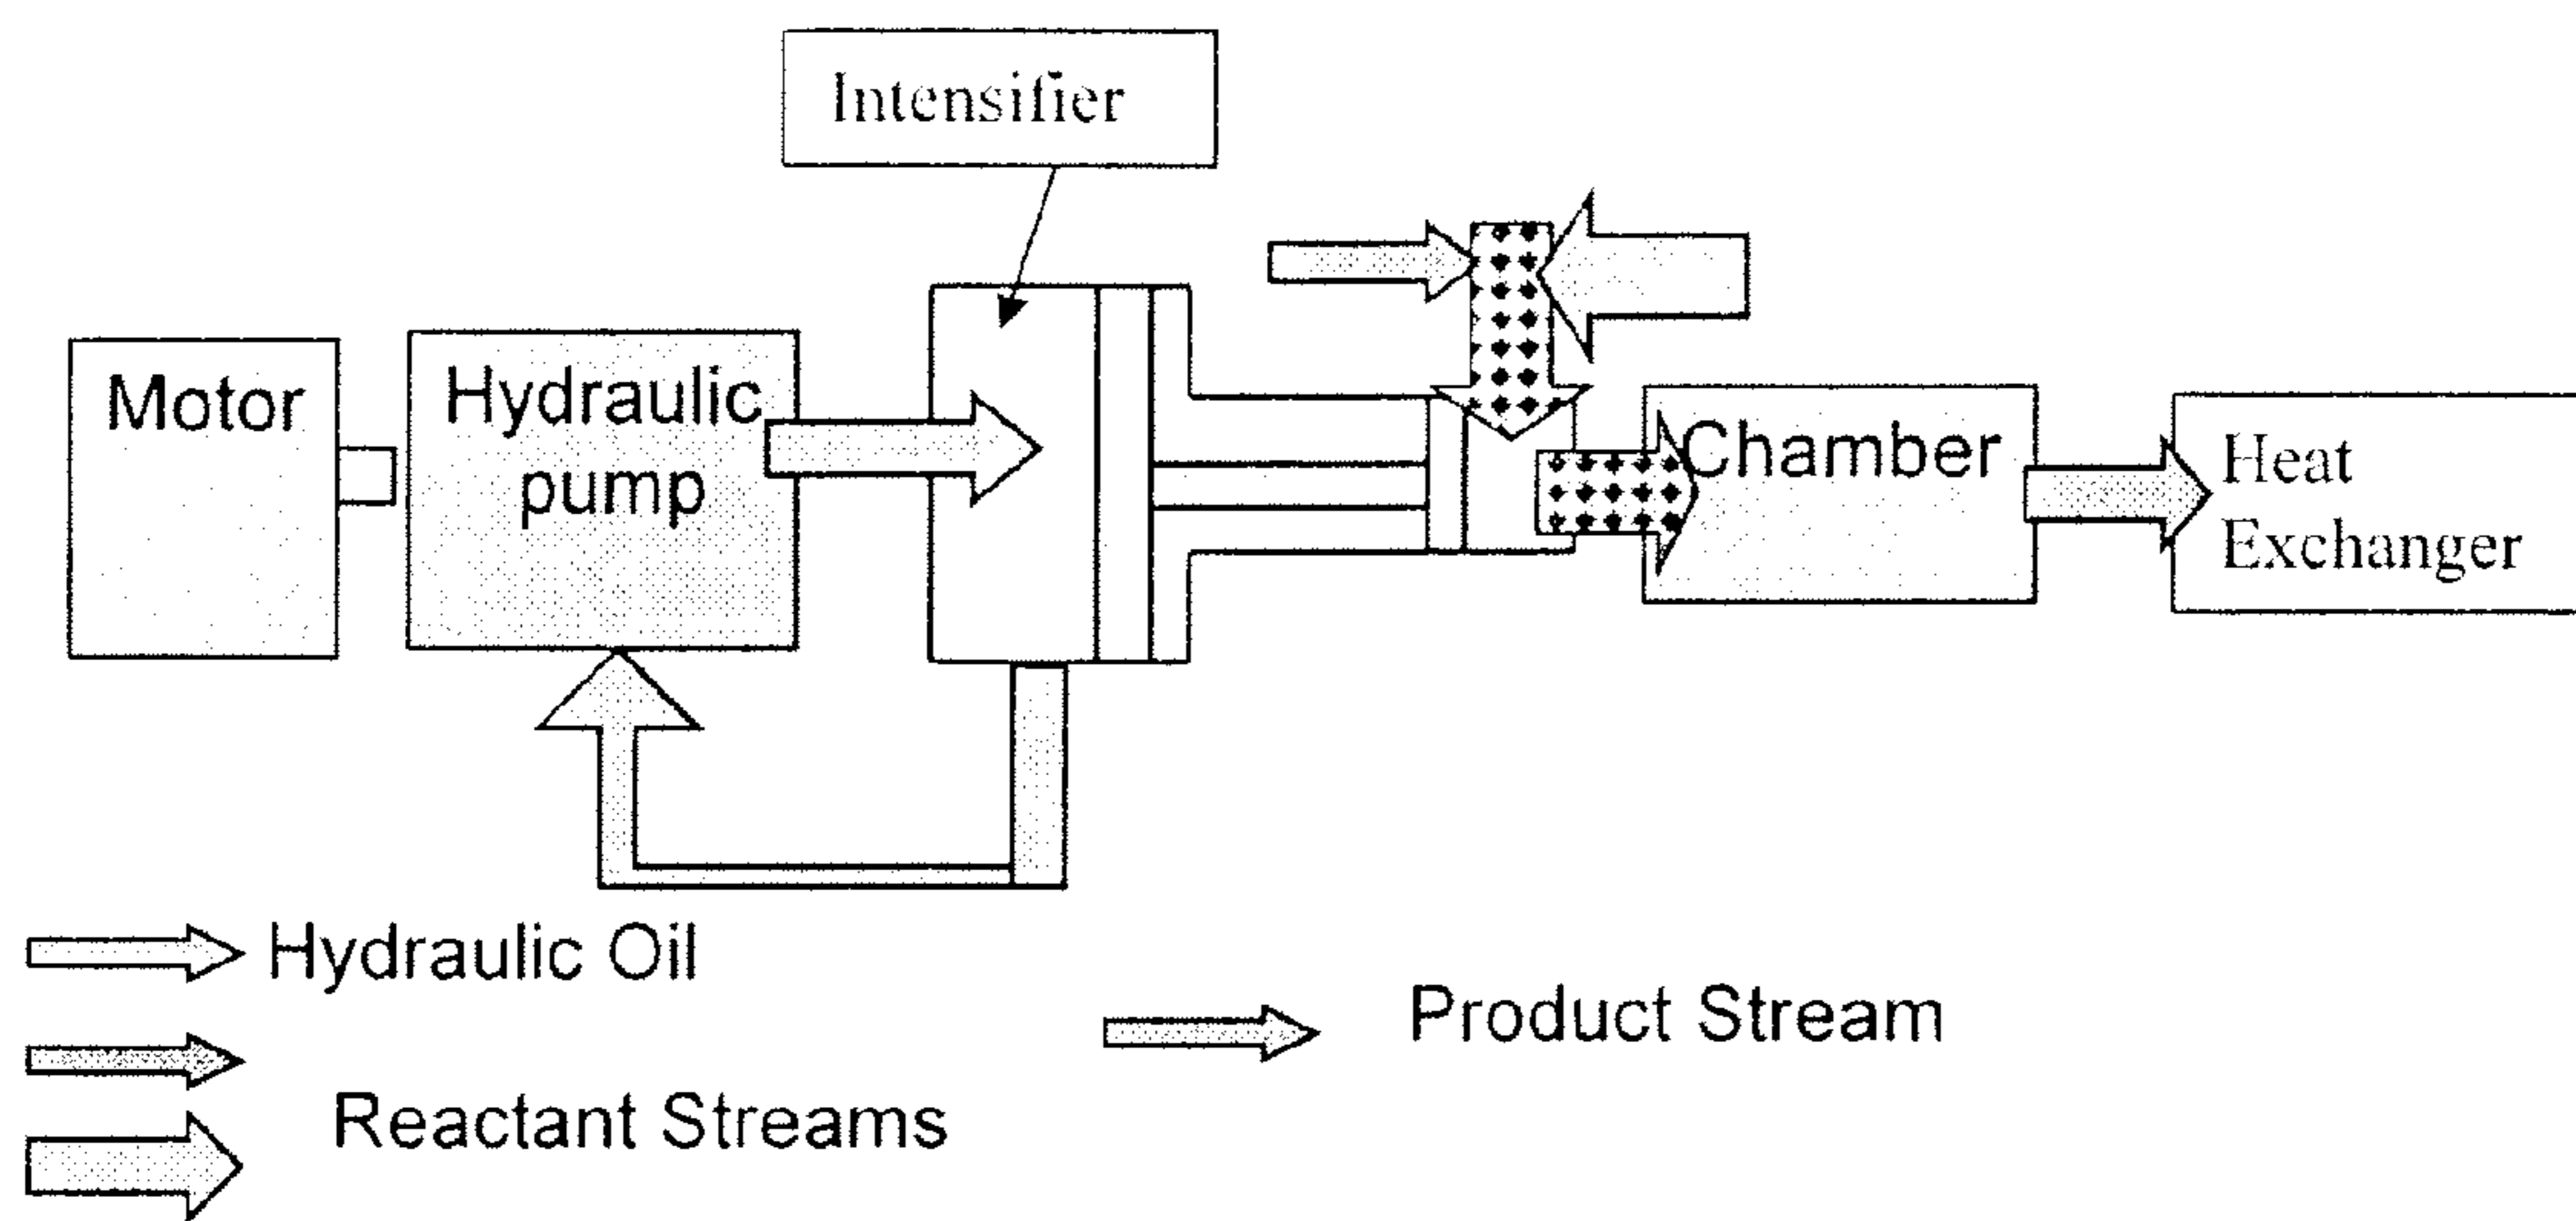 Intensifier
Motor
Hydraulic
pump
Chamber
Heat
Exchanger
Hydraulic Oil
Product Stream
Reactant Streams